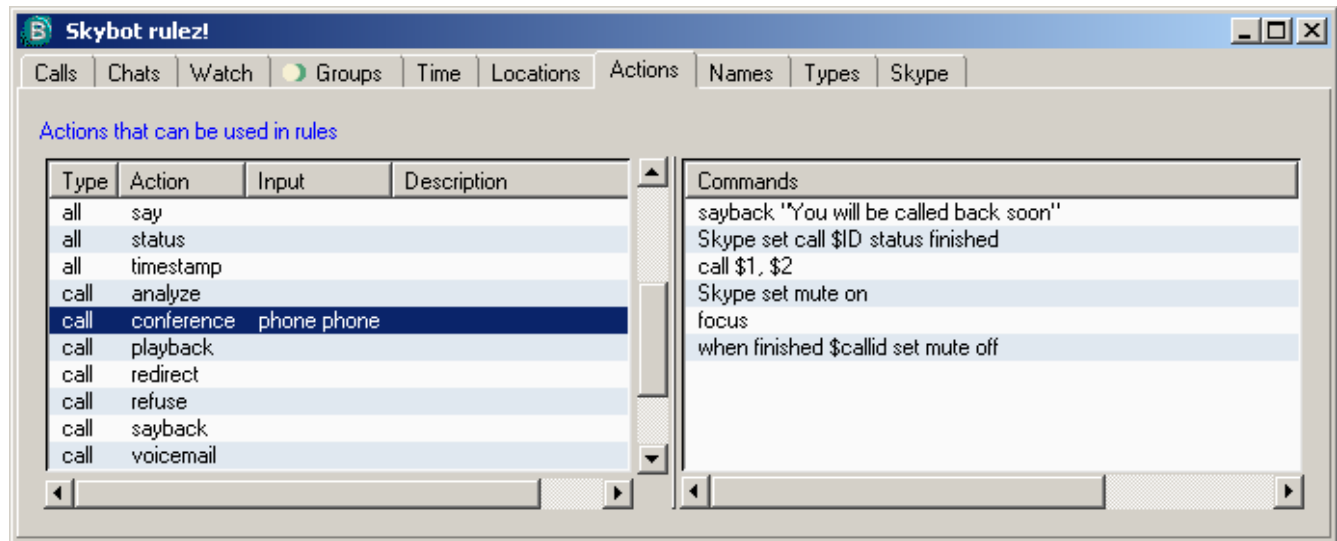 B Skybot rulez!
Calls Chats Watch Groups Time Locations Actions Names Types Skype
Actions that can be used in rules
Type Action Input Description
all say
all status
all timestamp
call analyze
call conference phone phone
call playback
call redirect
call refuse
call sayback
call voicemail
Commands
sayback "You will be called back soon"
Skype set call $ID status finished
call $1, $2
Skype set mute on
focus
when finished $callid set mute off